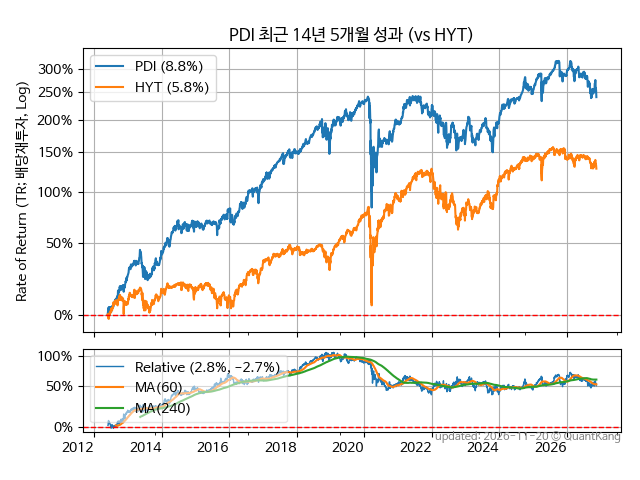 PDI 최근 14년 5개월 성과 (vs HYT)
Rate of Return (TR: 배당재투자, Log)
300%
250%
200%
150%
100%
50%
0%
PDI (8.8%)
HYT (5.8%)
100%
50%
0%
Relative (2.8%, −2.7%)
MA(60)
MA(240)
2012 2014 2016 2018 2020 2022 2024 2026
updated: 2026-11-20 © QuantKang